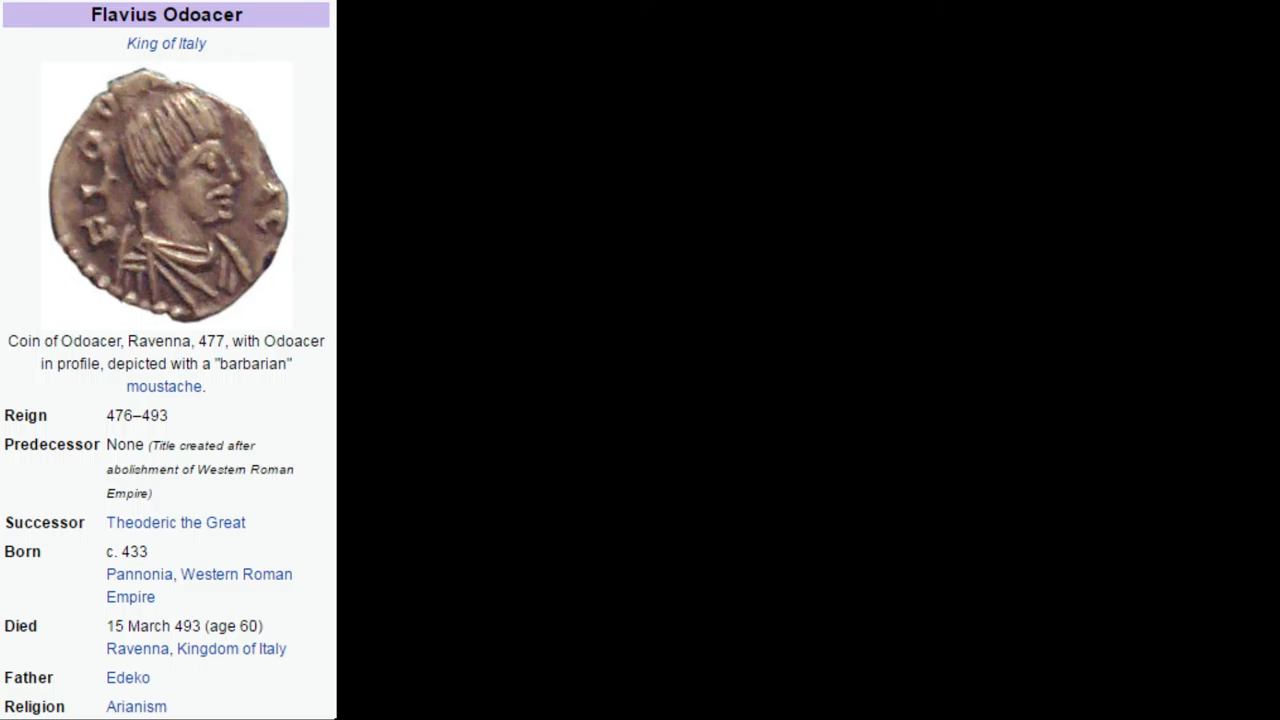 Flavius Odoacer
King of Italy
Coin of Odoacer, Ravenna, 477, with Odoacer
in profile, depicted with a "barbarian"
moustache.
Reign 476–493
Predecessor None (Title created after
abolishment of Western Roman
Empire)
Successor Theoderic the Great
Born c. 433
Pannonia, Western Roman
Empire
Died 15 March 493 (age 60)
Ravenna, Kingdom of Italy
Father Edeko
Religion Arianism